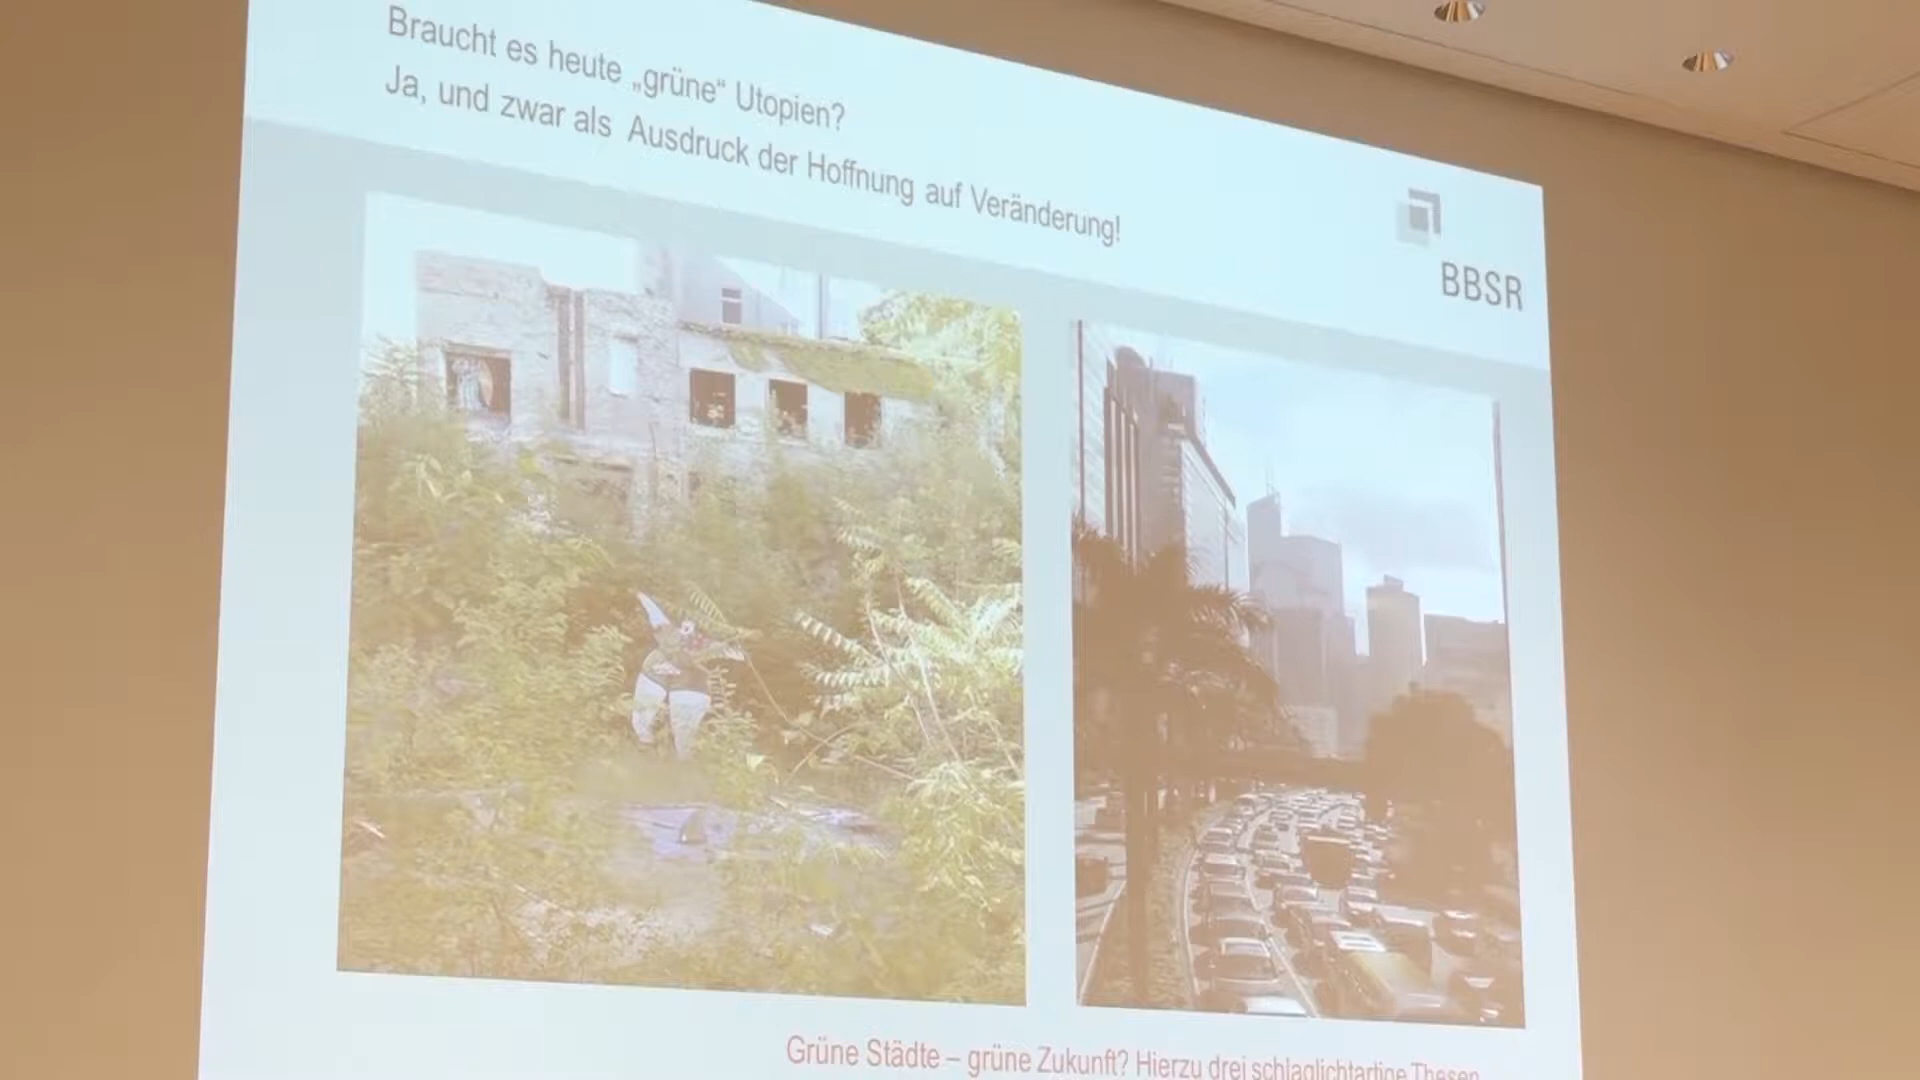 Braucht es heute „grüne“ Utopien?
Ja, und zwar als Ausdruck der Hoffnung auf Veränderung!
BBSR
Grüne Städte – grüne Zukunft? Hierzu drei schlaglichtartige Thesen